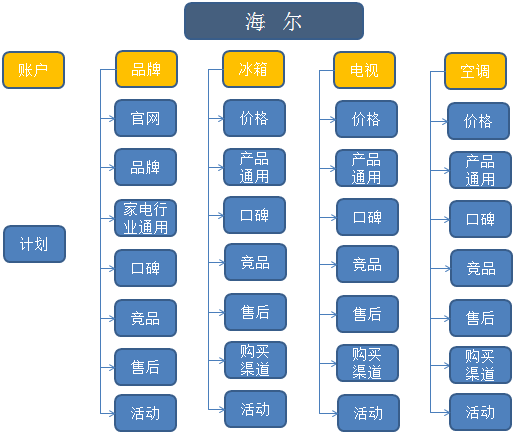 海 尔
账户
品牌
冰箱
电视
空调
计划
官网
品牌
家电行
业通用
口碑
竞品
售后
活动
价格
产品
通用
口碑
竞品
售后
购买
渠道
活动
价格
产品
通用
口碑
竞品
售后
购买
渠道
活动
价格
产品
通用
口碑
竞品
售后
购买
渠道
活动